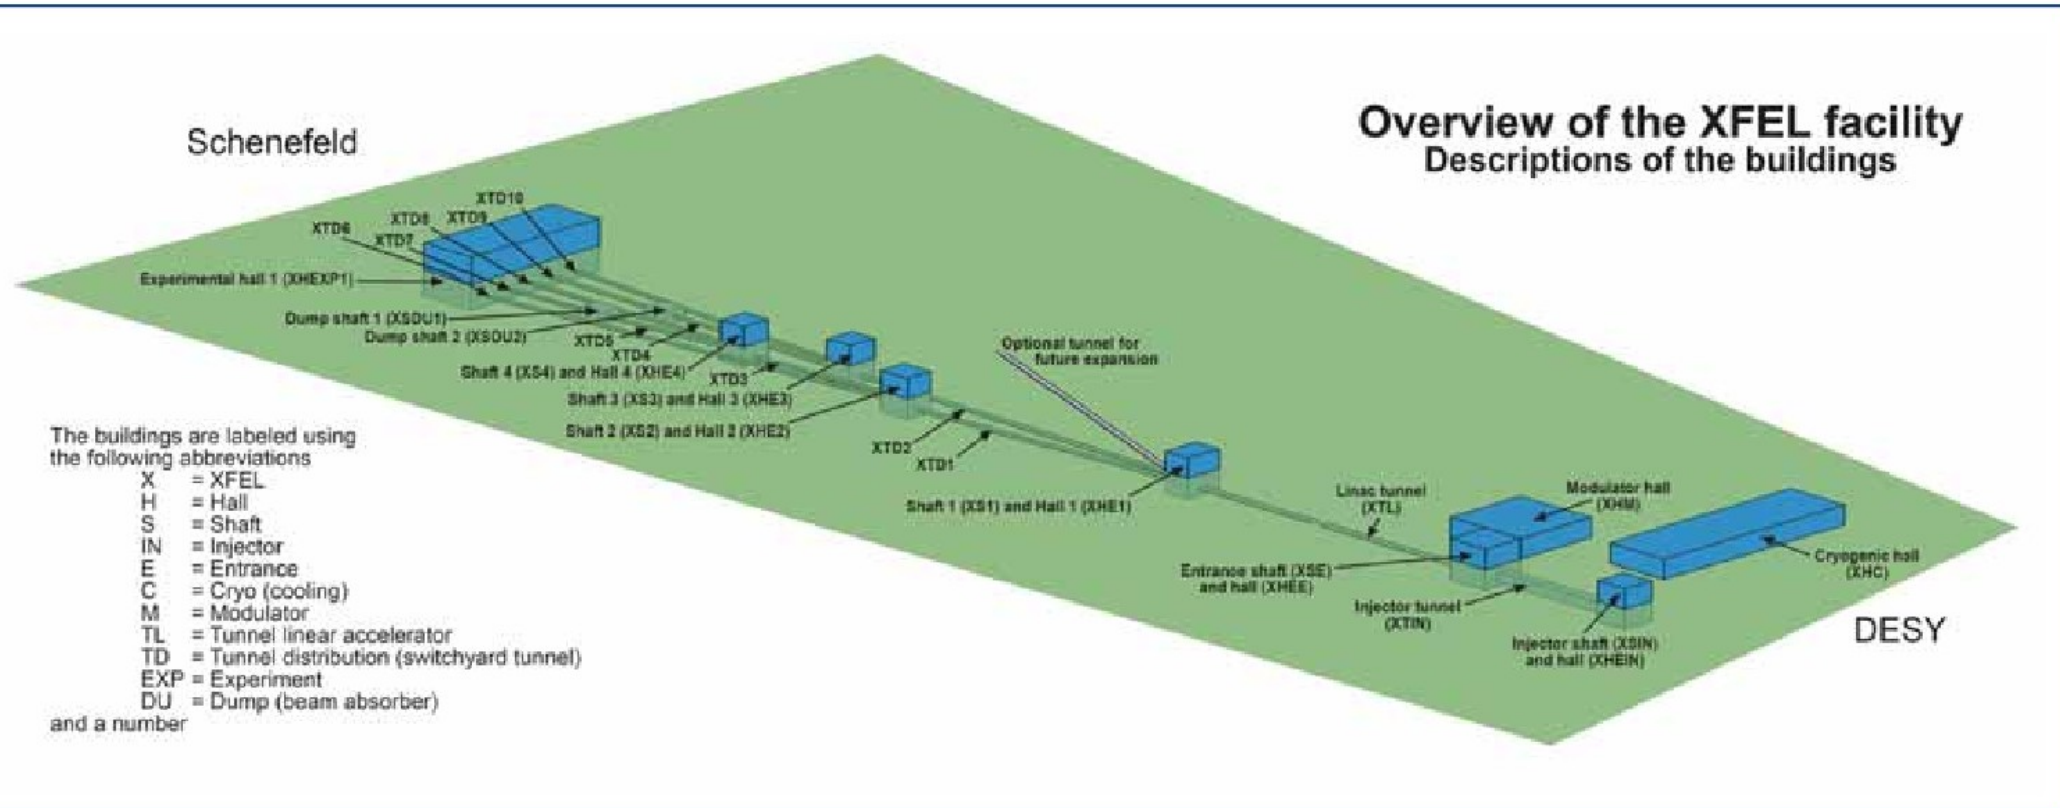 Overview of the XFEL facility
Descriptions of the buildings
Schenefeld
XTD10
XTD8
XTD9
XTD6
XTD7
Experimental hall 1 (XHEXP1)
Dump shaft 1 (XSDU1)
Dump shaft 2 (XSDU2)
XTD5
XTD4
Shaft 4 (XS4) and Hall 4 (XHE4)
XTD3
Shaft 3 (XS3) and Hall 3 (XHE3)
Shaft 2 (XS2) and Hall 2 (XHE2)
XTD2
XTD1
Optional tunnel for
future expansion
Shaft 1 (XS1) and Hall 1 (XHE1)
Linac tunnel
(XTL)
Modulator hall
(XHM)
Entrance shaft (XSE)
and hall (XHEE)
Cryogenic hall
(XHC)
Injector tunnel
(XTIN)
Injector shaft (XSIN)
and hall (XHEIN)
DESY
The buildings are labeled using
the following abbreviations
X = XFEL
H = Hall
S = Shaft
IN = Injector
E = Entrance
C = Cryo (cooling)
M = Modulator
TL = Tunnel linear accelerator
TD = Tunnel distribution (switchyard tunnel)
EXP = Experiment
DU = Dump (beam absorber)
and a number